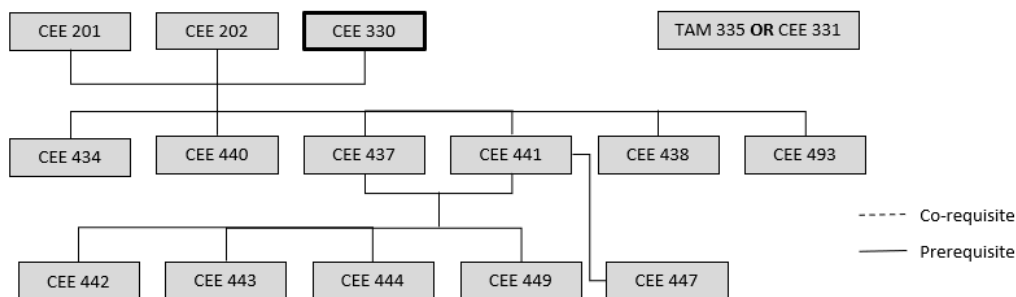 CEE 201
CEE 202
CEE 330
TAM 335 OR CEE 331
CEE 434
CEE 440
CEE 437
CEE 441
CEE 438
CEE 493
Co-requisite
Prerequisite
CEE 442
CEE 443
CEE 444
CEE 449
CEE 447